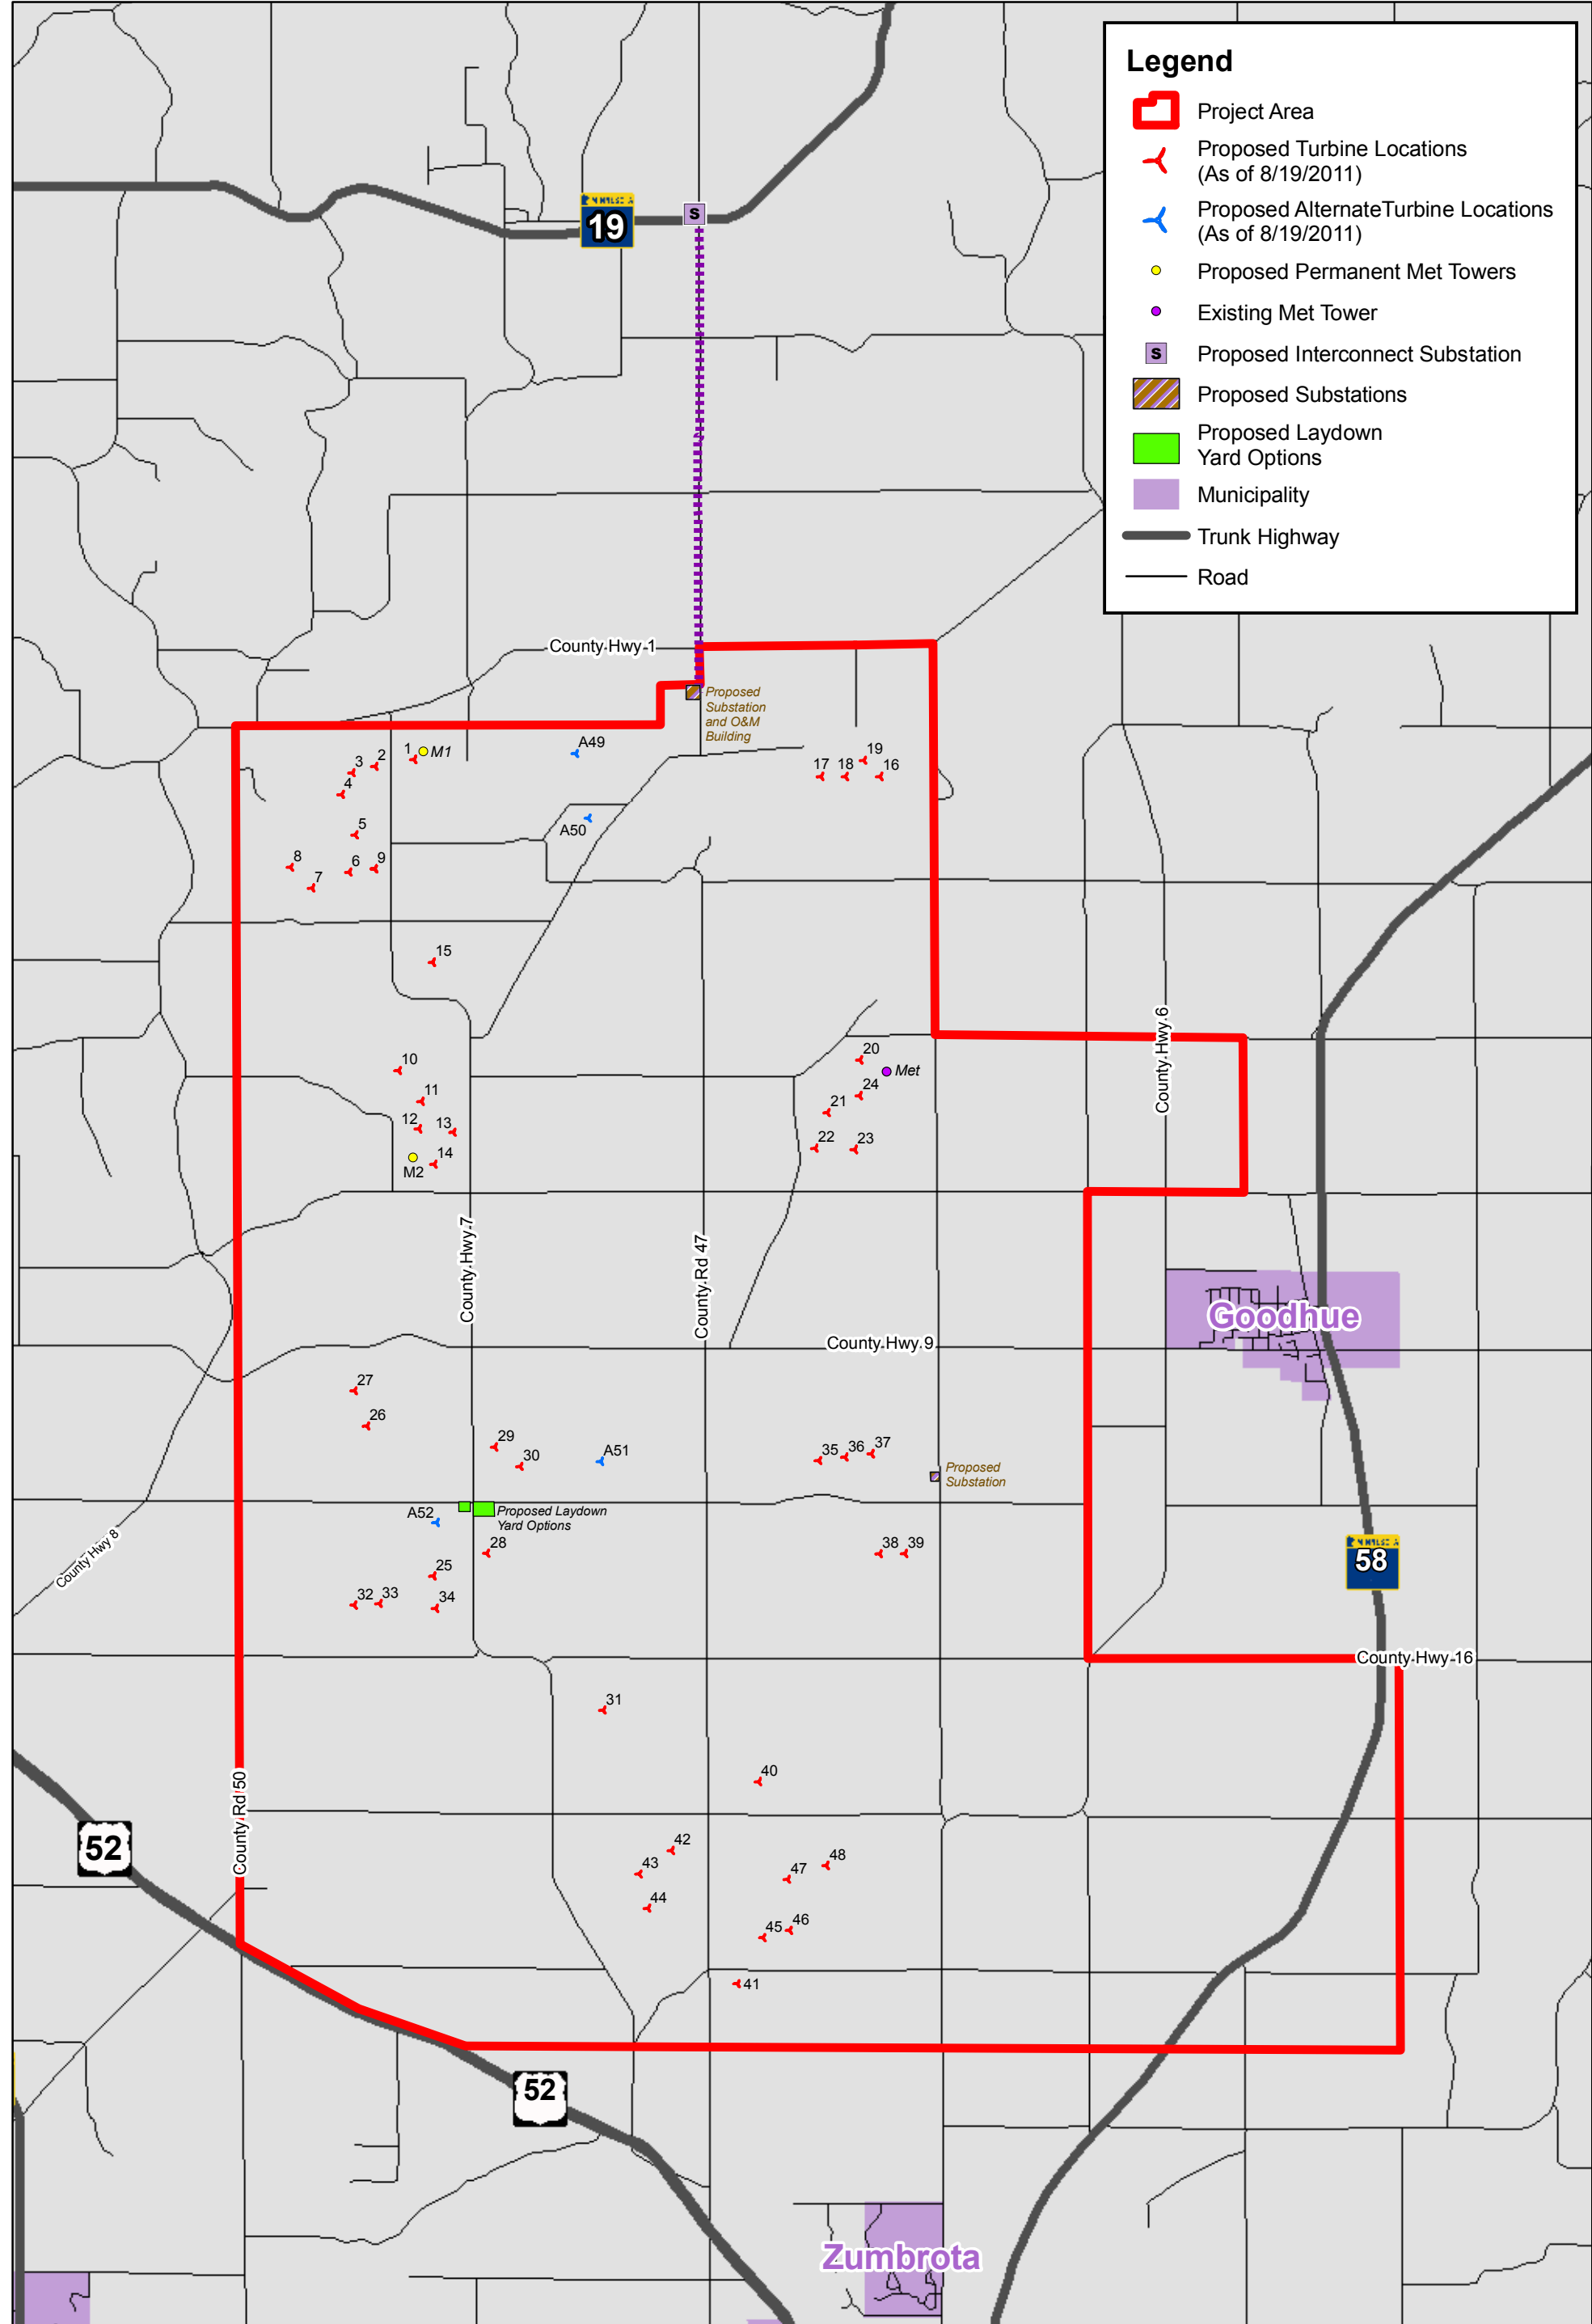 Legend
Project Area
Proposed Turbine Locations
(As of 8/19/2011)
Proposed AlternateTurbine Locations
(As of 8/19/2011)
Proposed Permanent Met Towers
Existing Met Tower
S
Proposed Interconnect Substation
Proposed Substations
Proposed Laydown
Yard Options
Municipality
Trunk Highway
Road
S
19
County Hwy 1
Proposed
Substation
and O&M
Building
A49
1
M1
2
3
4
19
17
18
16
5
A50
8
6
9
7
15
County Hwy 6
20
10
Met
24
11
21
12
13
22
23
14
M2
County Hwy 7
County Rd 47
Goodhue
County Hwy 9
27
26
29
30
A51
35
36
37
Proposed
Substation
A52
Proposed Laydown
Yard Options
28
38
39
58
County Hwy 8
25
32
33
34
County Hwy 16
31
40
County Rd 50
52
42
43
47
48
44
45
46
41
52
Zumbrota